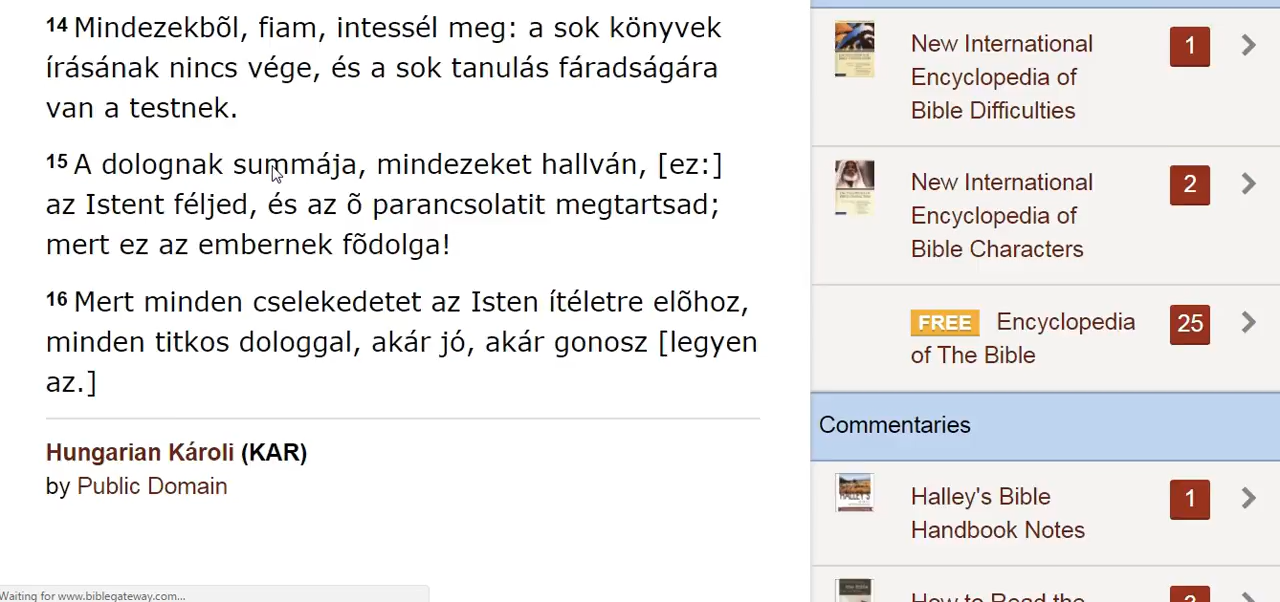 14 Mindezekbõl, fiam, intessél meg: a sok könyvek
írásának nincs vége, és a sok tanulás fáradságára
van a testnek.
15 A dolognak summája, mindezeket hallván, [ez:]
az Istent féljed, és az õ parancsolatit megtartsad;
mert ez az embernek fõdolga!
16 Mert minden cselekedetet az Isten ítéletre elõhoz,
minden titkos dologgal, akár jó, akár gonosz [legyen
az.]
Hungarian Károli (KAR)
by Public Domain
Waiting for www.biblegateway.com...
New International
Encyclopedia of
Bible Difficulties
1
New International
Encyclopedia of
Bible Characters
2
FREE Encyclopedia
of The Bible
25
Commentaries
Halley's Bible
Handbook Notes
1
How to Read the